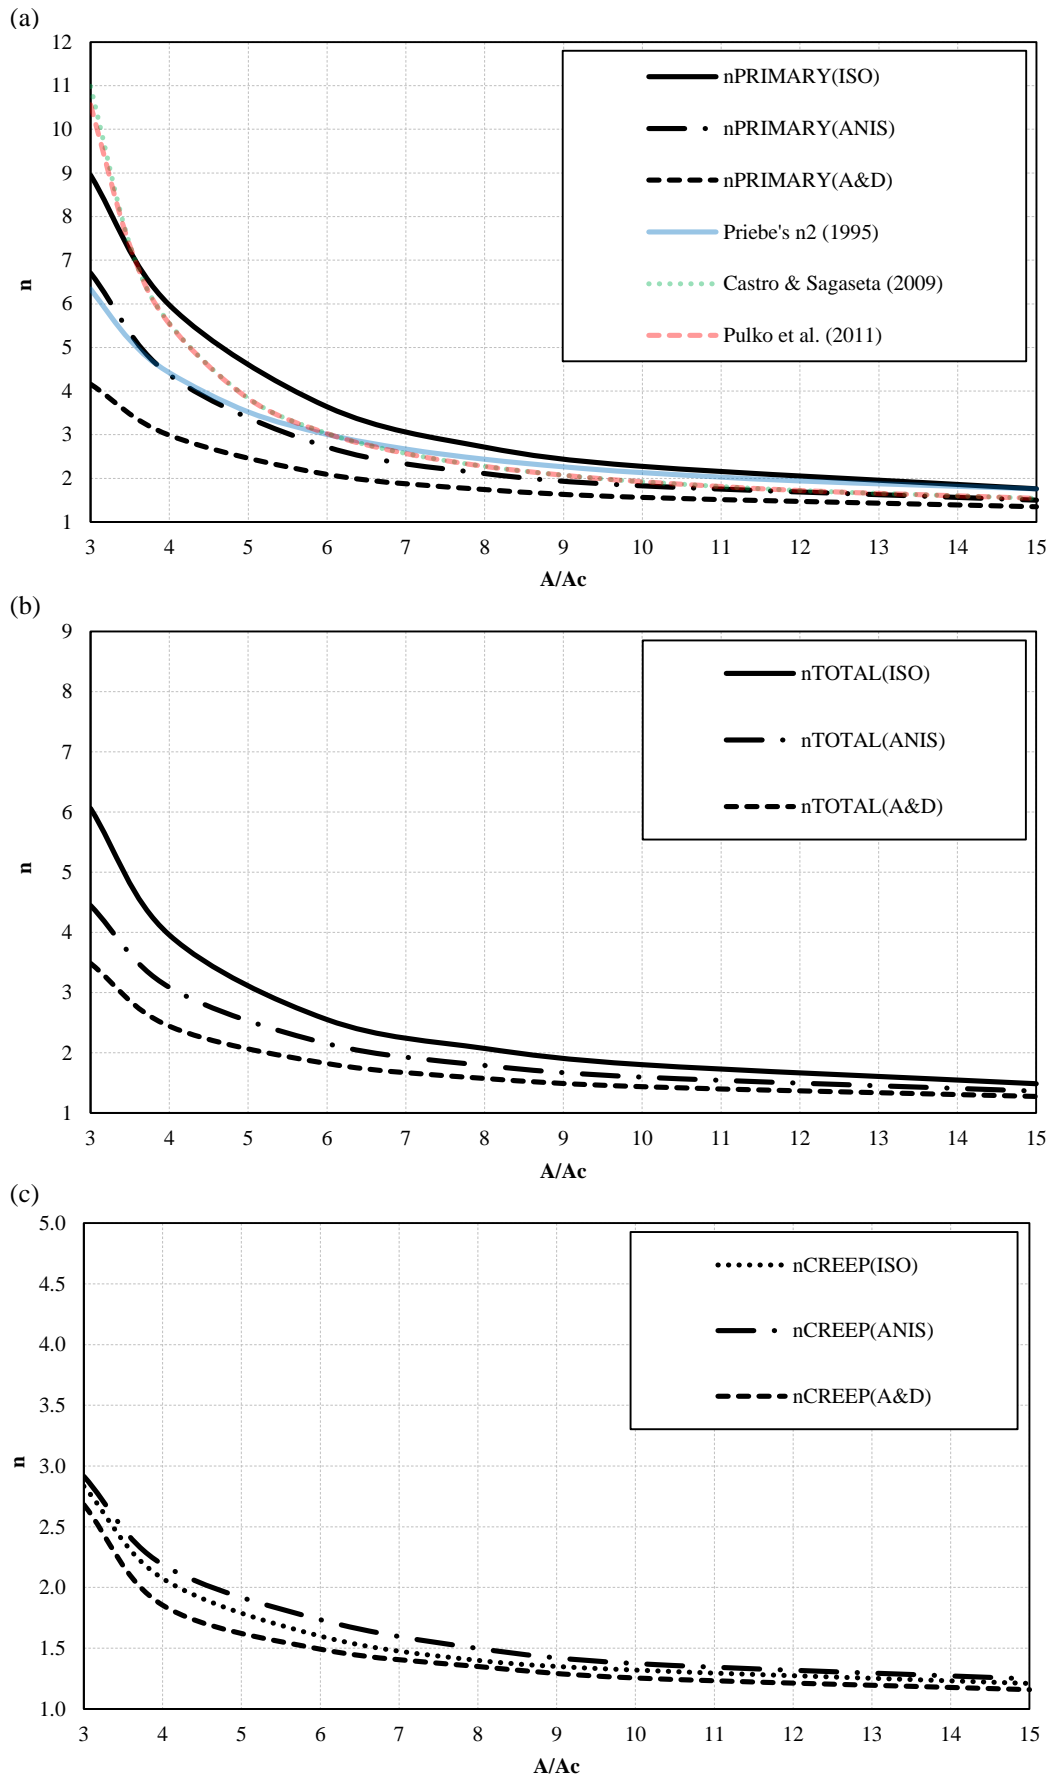 (a)
12
11
10
9
8
7
6
5
4
3
2
1
n
nPRIMARY(ISO)
nPRIMARY(ANIS)
nPRIMARY(A&D)
Priebe's n2 (1995)
Castro & Sagaseta (2009)
Pulko et al. (2011)
3 4 5 6 7 8 9 10 11 12 13 14 15
A/Ac
(b)
9
8
7
6
5
4
3
2
1
n
nTOTAL(ISO)
nTOTAL(ANIS)
nTOTAL(A&D)
3 4 5 6 7 8 9 10 11 12 13 14 15
A/Ac
(c)
5.0
4.5
4.0
3.5
3.0
2.5
2.0
1.5
1.0
n
nCREEP(ISO)
nCREEP(ANIS)
nCREEP(A&D)
3 4 5 6 7 8 9 10 11 12 13 14 15
A/Ac